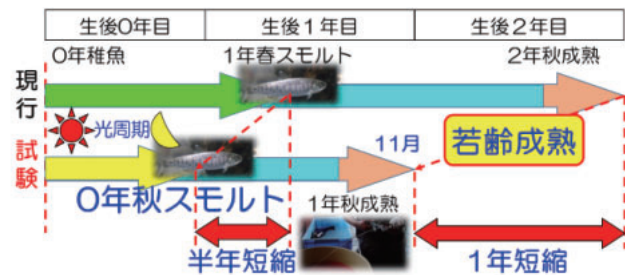 生後0年目 生後1年目 生後2年目
0年稚魚 1年春スモルト 2年秋成熟
現行
光周期 11月 若齢成熟
試験
0年秋スモルト 1年秋成熟
半年短縮 1年短縮